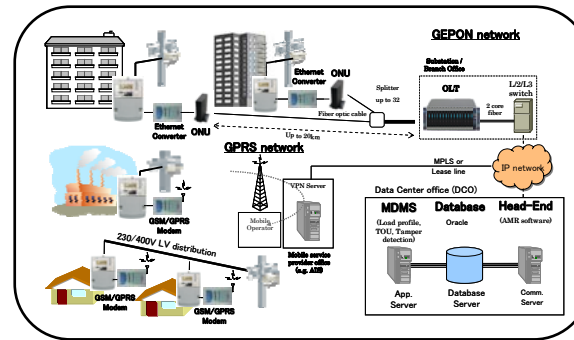 GEPON network
Substation /
Branch Office
OLT
L/2/L3
switch
2 core
fiber
Splitter
up to 32
Ethernet
Converter
ONU
Fiber optic cable
Ethernet
Converter
ONU
Up to 20km
GPRS network
MPLS or
Lease line
IP network
VPN Server
Mobile
Operator
Mobile service
provider office
(e.g. AIS)
GSM/GPRS
Modem
230/400V LV distribution
GSM/GPRS
Modem
GSM/GPRS
Modem
Data Center office (DCO)
MDMS
(Load profile,
TOU, Tamper
detection)
Database
Oracle
Head-End
(AMR software)
App.
Server
Database
Server
Comm.
Server